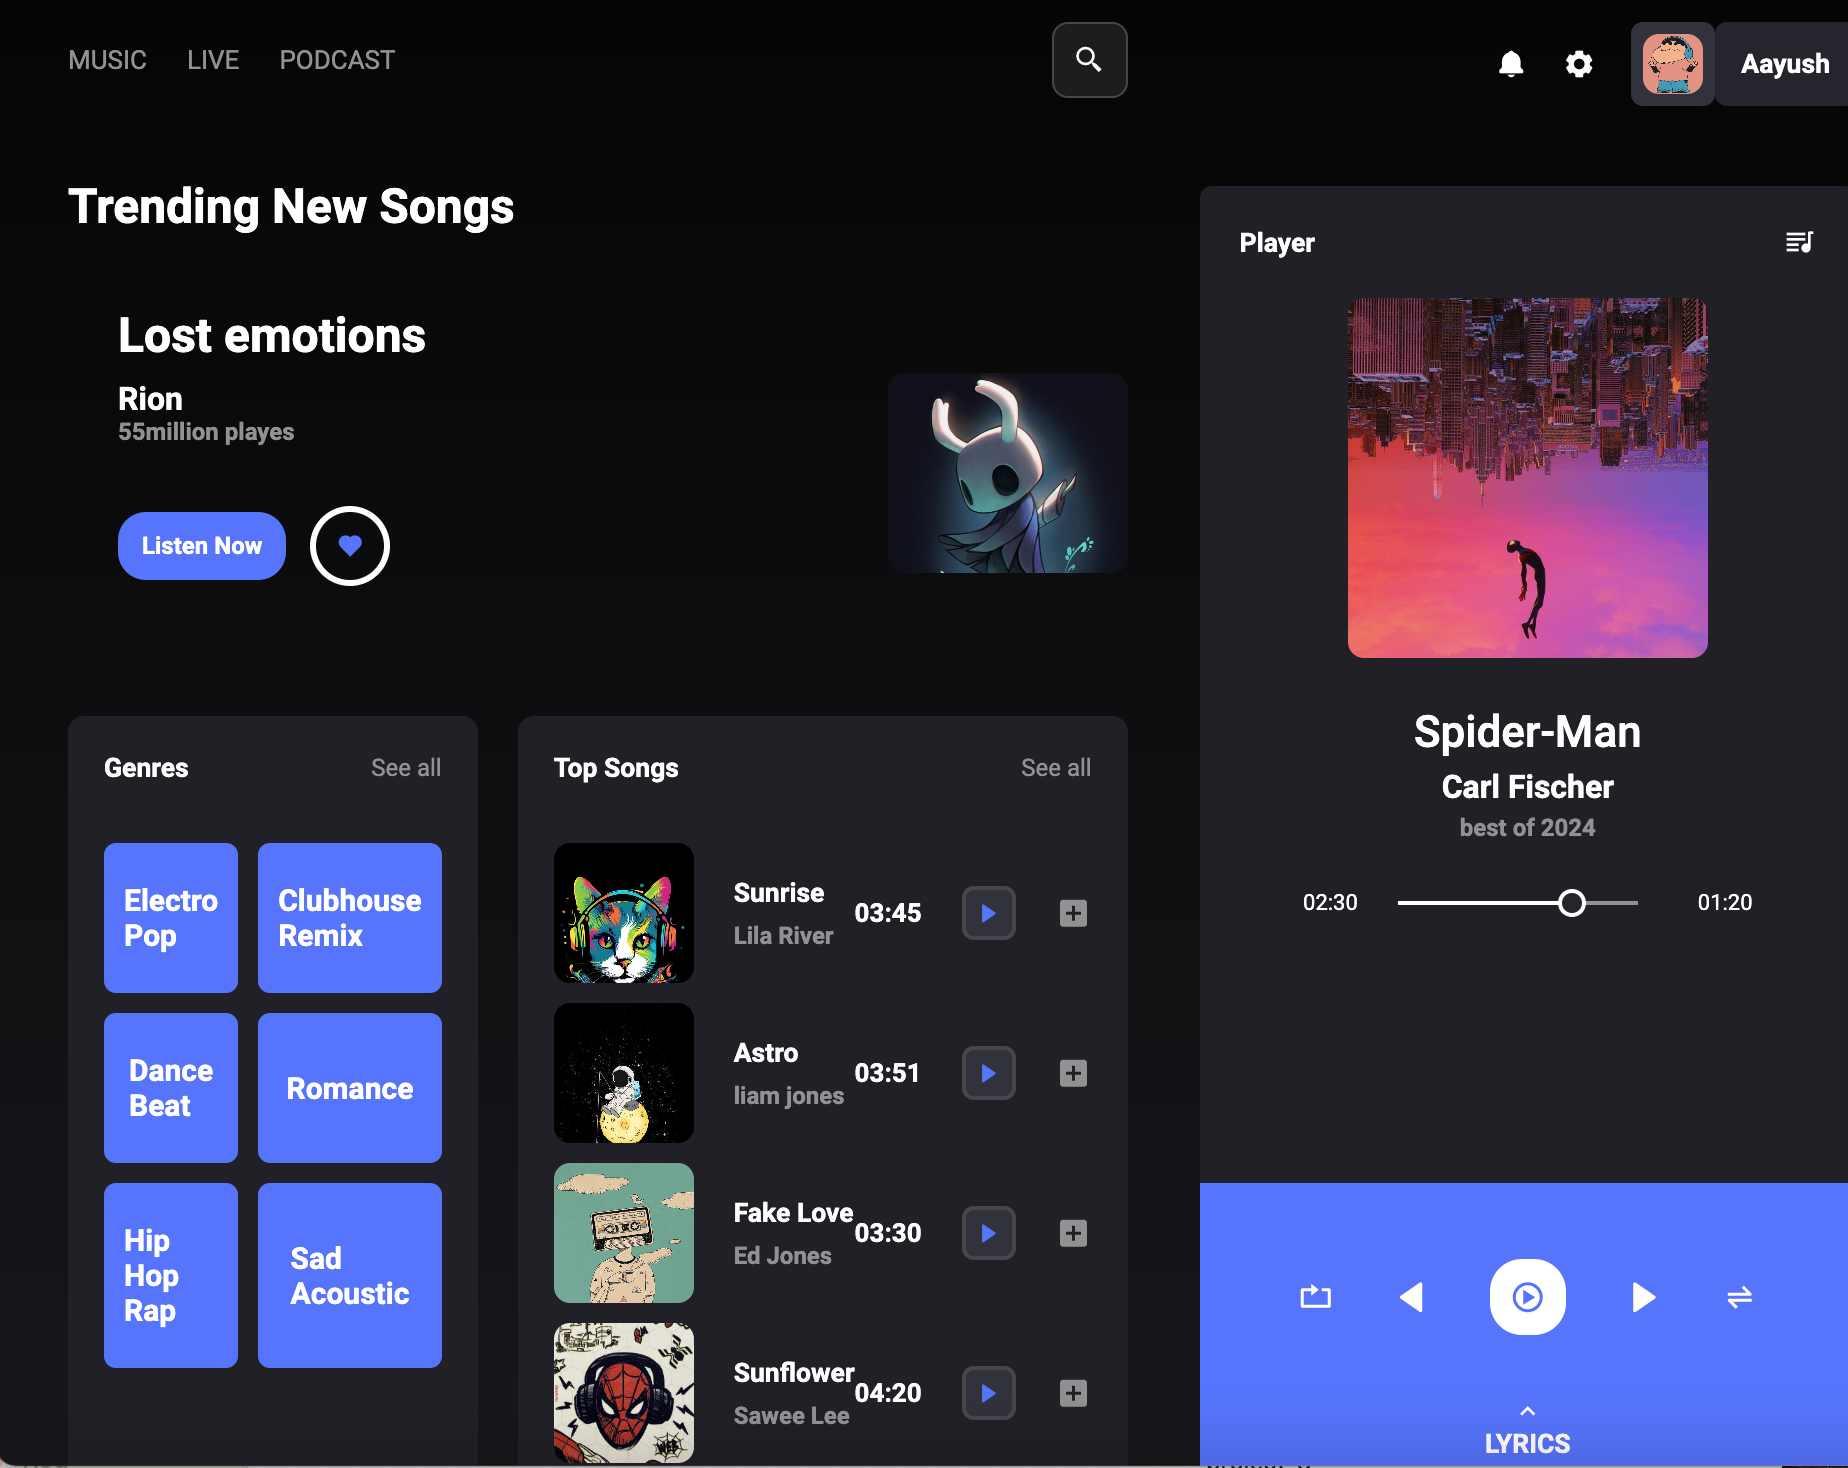 MUSIC LIVE PODCAST
Aayush
Trending New Songs
Lost emotions
Rion
55million playes
Listen Now
Genres See all
Electro
Pop
Clubhouse
Remix
Dance
Beat
Romance
Hip
Hop
Rap
Sad
Acoustic
Top Songs See all
Sunrise
Lila River
03:45
Astro
liam jones
03:51
Fake Love
Ed Jones
03:30
Sunflower
Sawee Lee
04:20
WEB
Player
Spider-Man
Carl Fischer
best of 2024
02:30 01:20
LYRICS